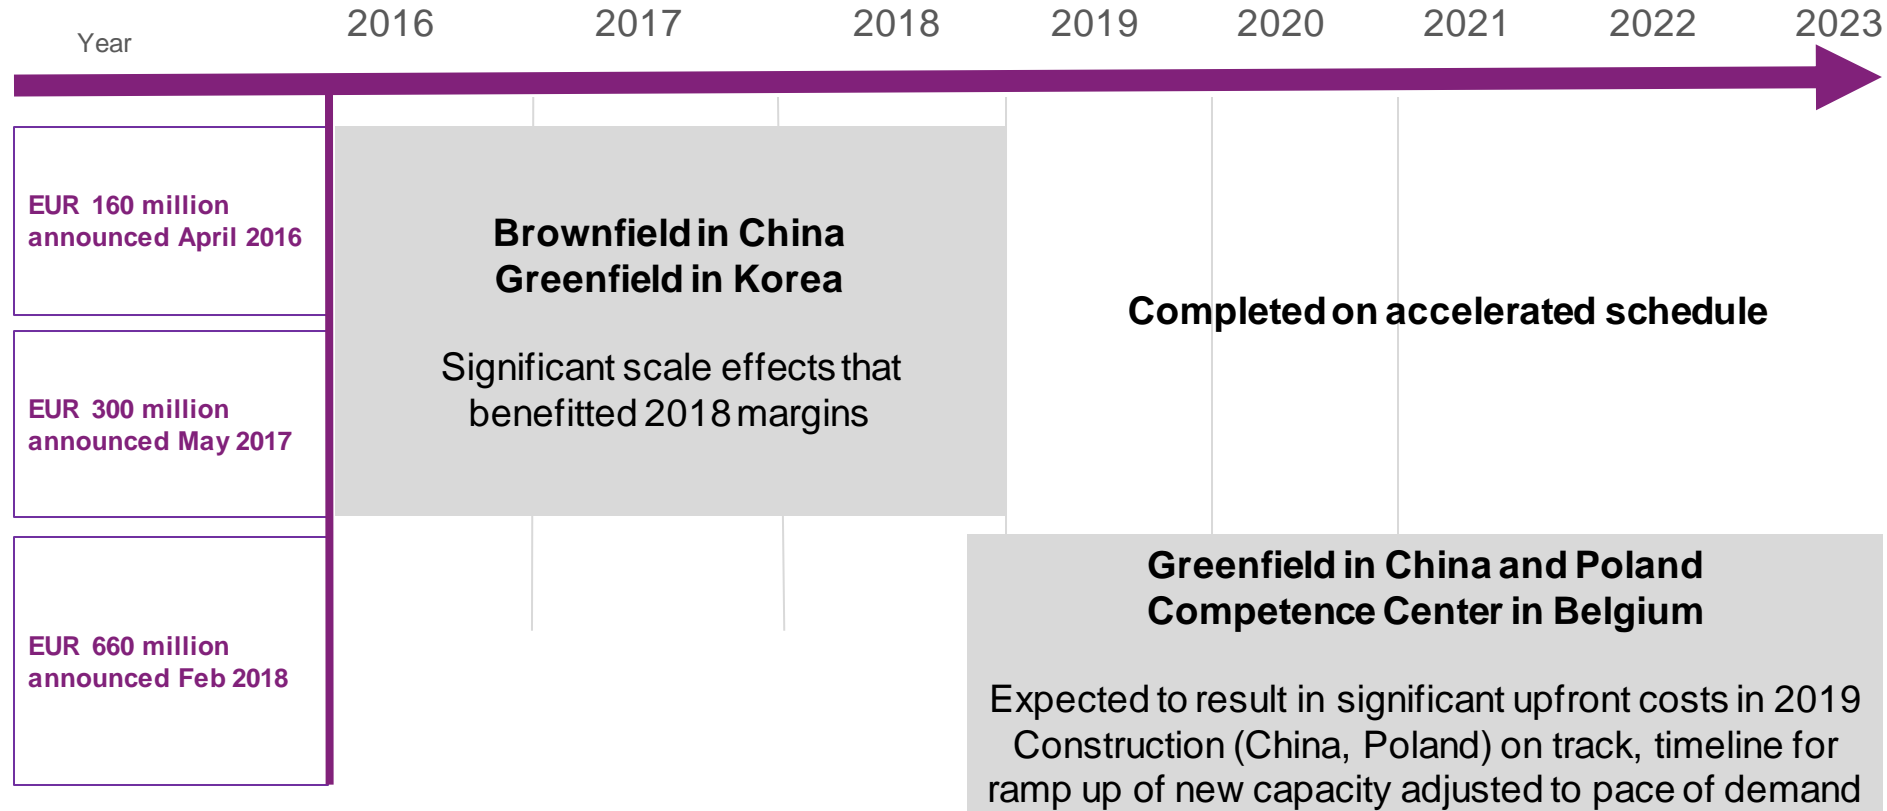 Year
2016 2017 2018 2019 2020 2021 2022 2023
EUR 160 million
announced April 2016
Brownfield in China
Greenfield in Korea
Significant scale effects that
benefitted 2018 margins
Completed on accelerated schedule
EUR 300 million
announced May 2017
EUR 660 million
announced Feb 2018
Greenfield in China and Poland
Competence Center in Belgium
Expected to result in significant upfront costs in 2019
Construction (China, Poland) on track, timeline for
ramp up of new capacity adjusted to pace of demand